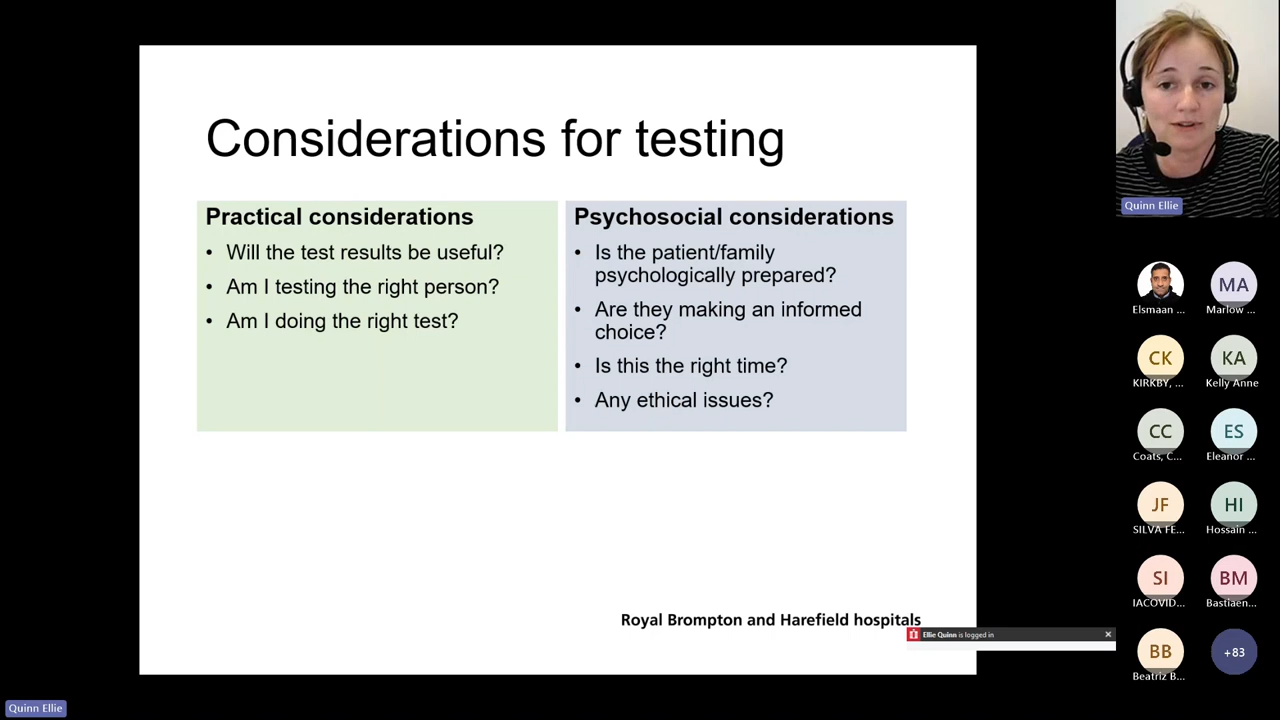 Considerations for testing
Practical considerations
• Will the test results be useful?
• Am I testing the right person?
• Am I doing the right test?
Psychosocial considerations
• Is the patient/family
psychologically prepared?
• Are they making an informed
choice?
• Is this the right time?
• Any ethical issues?
Royal Brompton and Harefield hospitals
Ellie Quinn is logged in
Quinn Ellie
Elsmaan ...
MA
Marlow ...
CK
KIRKBY, ...
KA
Kelly Anne
CC
Coats, C...
ES
Eleanor ...
JF
SILVA FE...
HI
Hossain ...
SI
IACOVID...
BM
Bastiaen...
BB
Beatriz B...
+83
Quinn Ellie